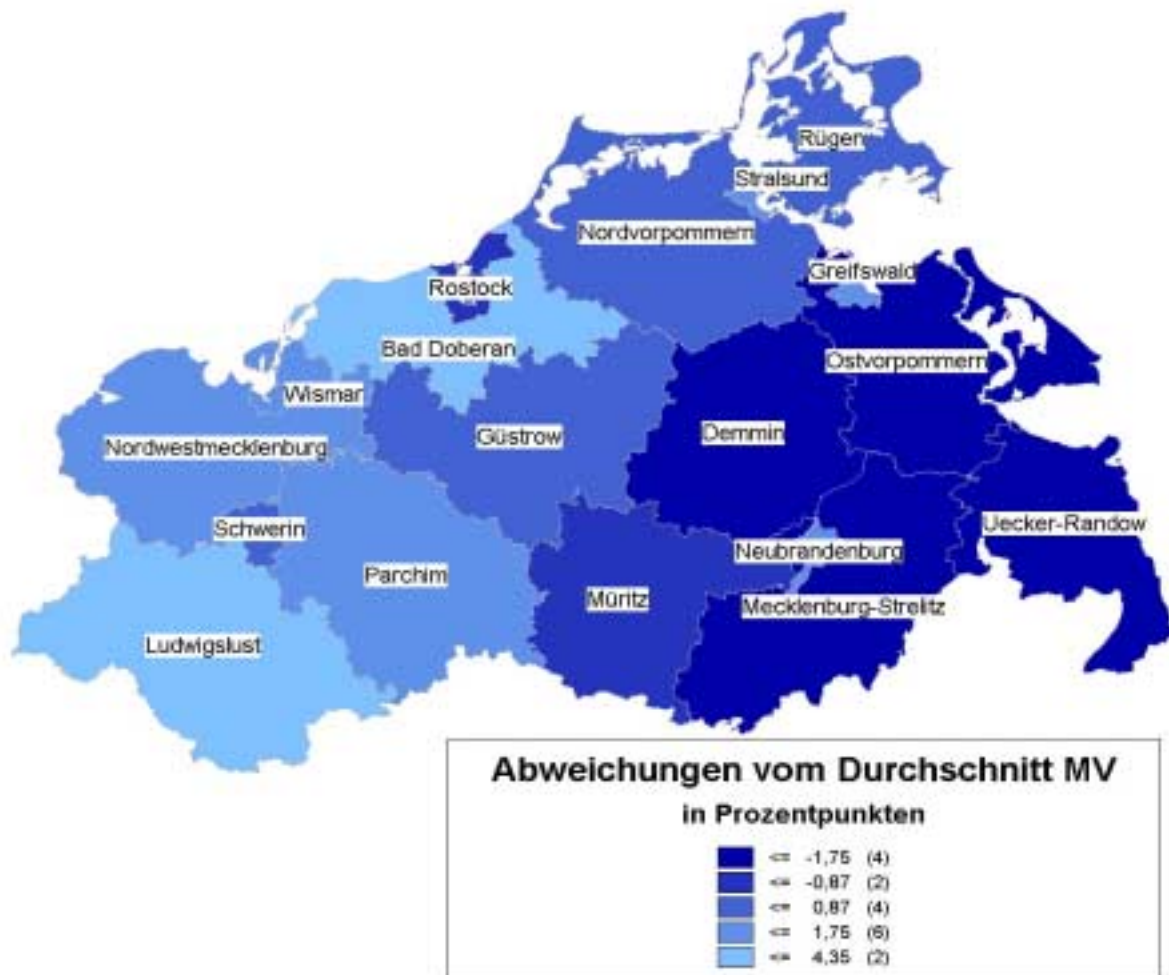 Rügen
Stralsund
Nordvorpommern
Greifswald
Rostock
Bad Doberan
Ostvorpommern
Wismar
Güstrow
Demmin
Nordwestmecklenburg
Schwerin
Uecker-Randow
Neubrandenburg
Parchim
Müritz
Mecklenburg-Strelitz
Ludwigslust
Abweichungen vom Durchschnitt MV
in Prozentpunkten
<= -1,75 (4)
<= -0,87 (2)
<= 0,87 (4)
<= 1,75 (6)
<= 4,35 (2)